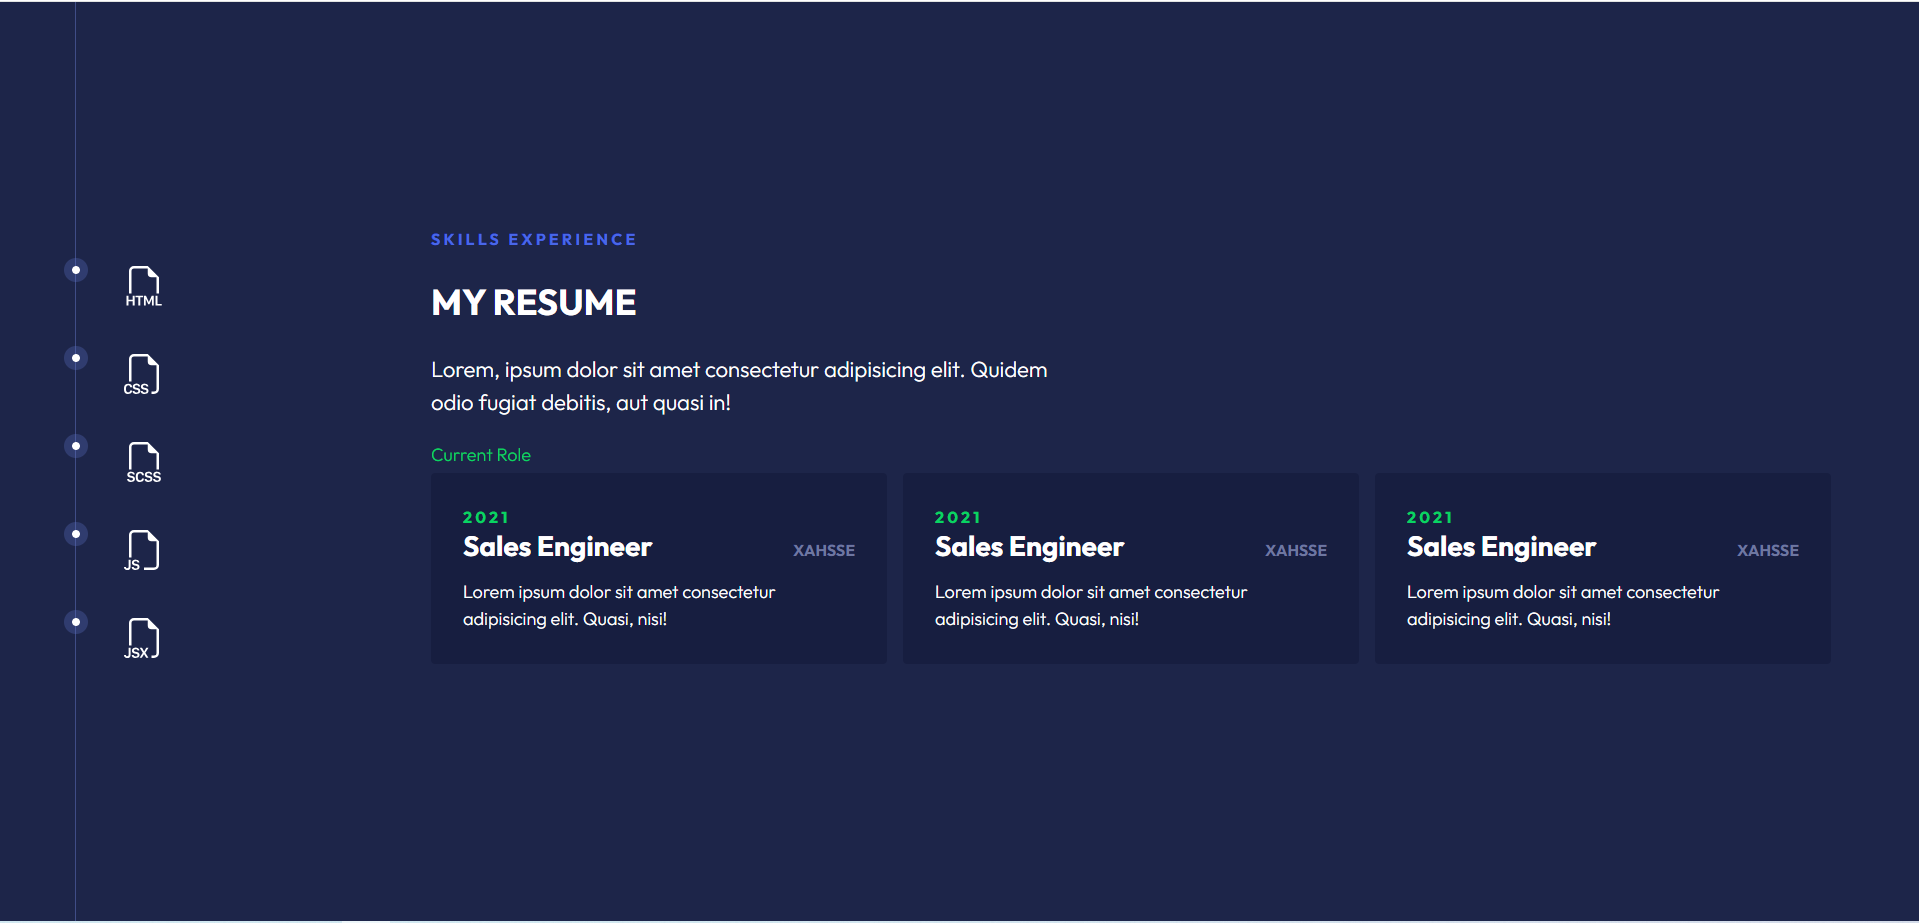 HTML
CSS
SCSS
JS
JSX
SKILLS EXPERIENCE
MY RESUME
Lorem, ipsum dolor sit amet consectetur adipisicing elit. Quidem
odio fugiat debitis, aut quasi in!
Current Role
2021
Sales Engineer
XAHSSE
Lorem ipsum dolor sit amet consectetur
adipisicing elit. Quasi, nisi!
2021
Sales Engineer
XAHSSE
Lorem ipsum dolor sit amet consectetur
adipisicing elit. Quasi, nisi!
2021
Sales Engineer
XAHSSE
Lorem ipsum dolor sit amet consectetur
adipisicing elit. Quasi, nisi!